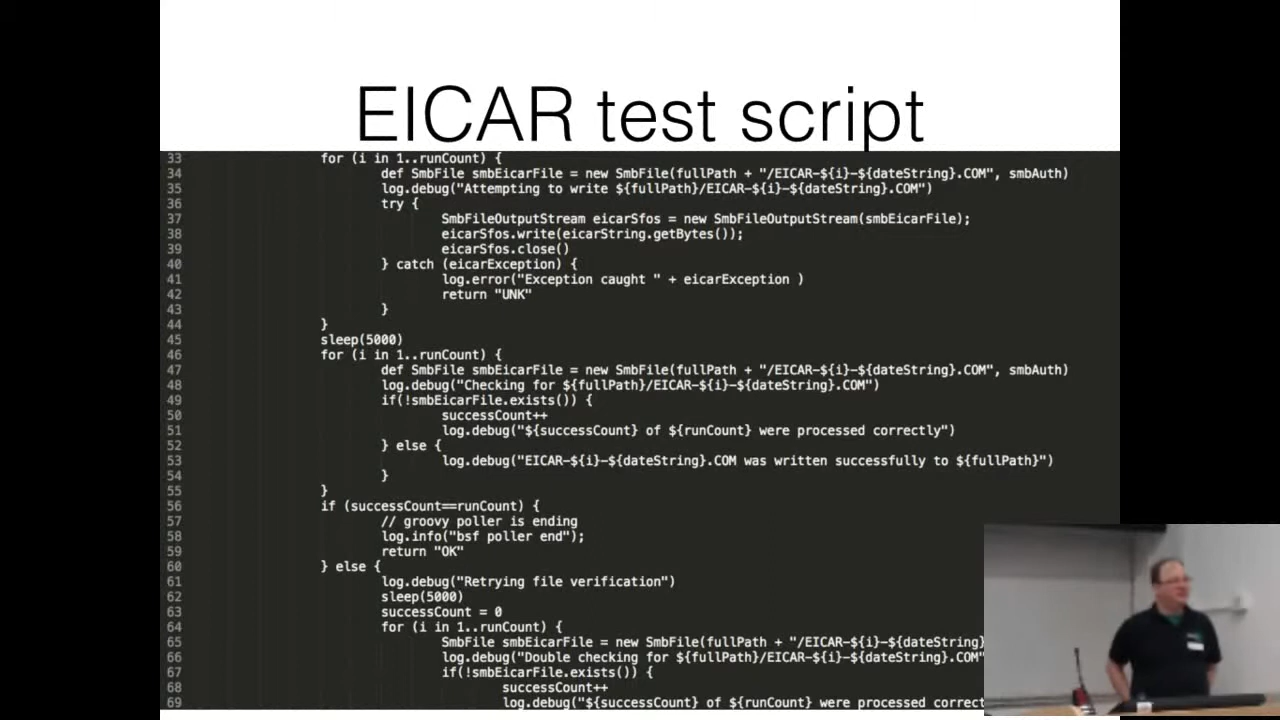 EICAR test script
33 for (i in 1..runCount) {
34 def SmbFile smbEicarFile = new SmbFile(fullPath + "/EICAR-${i}-${dateString}.COM", smbAuth)
35 log.debug("Attempting to write ${fullPath}/EICAR-${i}-${dateString}.COM")
36 try {
37 SmbFileOutputStream eicarSfos = new SmbFileOutputStream(smbEicarFile);
38 eicarSfos.write(eicarString.getBytes());
39 eicarSfos.close()
40 } catch (eicarException) {
41 log.error("Exception caught " + eicarException )
42 return "UNK"
43 }
44 }
45 sleep(5000)
46 for (i in 1..runCount) {
47 def SmbFile smbEicarFile = new SmbFile(fullPath + "/EICAR-${i}-${dateString}.COM", smbAuth)
48 log.debug("Checking for ${fullPath}/EICAR-${i}-${dateString}.COM")
49 if(!smbEicarFile.exists()) {
50 successCount++
51 log.debug("${successCount} of ${runCount} were processed correctly")
52 } else {
53 log.debug("EICAR-${i}-${dateString}.COM was written successfully to ${fullPath}")
54 }
55 }
56 if (successCount==runCount) {
57 // groovy poller is ending
58 log.info("bsf poller end");
59 return "OK"
60 } else {
61 log.debug("Retrying file verification")
62 sleep(5000)
63 successCount = 0
64 for (i in 1..runCount) {
65 SmbFile smbEicarFile = new SmbFile(fullPath + "/EICAR-${i}-${dateString}
66 log.debug("Double checking for ${fullPath}/EICAR-${i}-${dateString}.COM"
67 if(!smbEicarFile.exists()) {
68 successCount++
69 log.debug("${successCount} of ${runCount} were processed correct